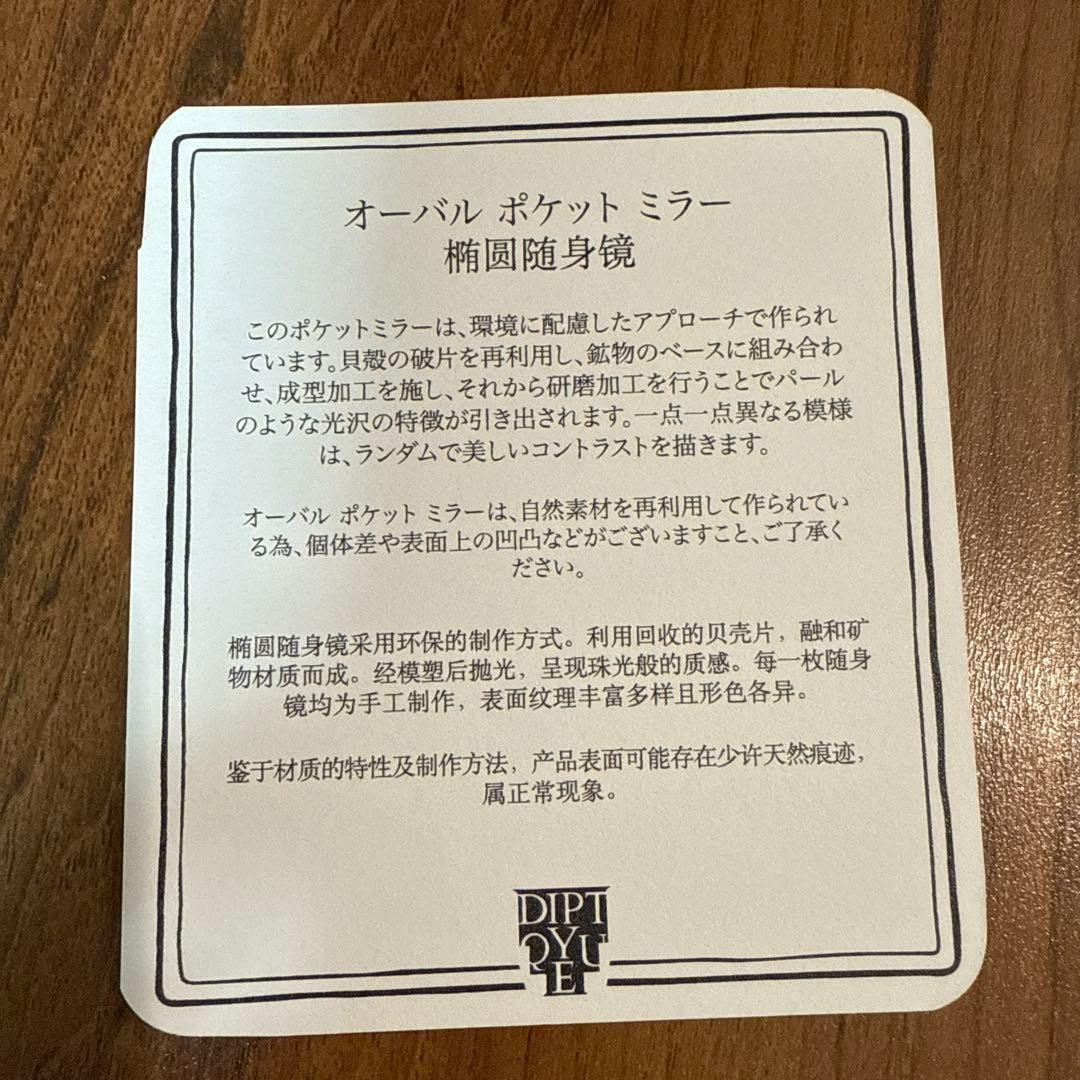 オーバル ポケット ミラー
椭圆随身镜
このポケットミラーは、環境に配慮したアプローチで作られ
ています。貝殻の破片を再利用し、鉱物のベースに組み合わ
せ、成型加工を施し、それから研磨加工を行うことでパール
のような光沢の特徴が引き出されます。一点一点異なる模様
は、ランダムで美しいコントラストを描きます。
オーバル ポケット ミラーは、自然素材を再利用して作られてい
る為、個体差や表面上の凹凸などがございますこと、ご了承く
ださい。
椭圆随身镜采用环保的制作方式。利用回收的贝壳片，融和矿
物材质而成。经模塑后抛光，呈现珠光般的质感。每一枚随身
镜均为手工制作，表面纹理丰富多样且形色各异。
鉴于材质的特性及制作方法，产品表面可能存在少许天然痕迹，
属正常现象。
DIPT
QYU
E